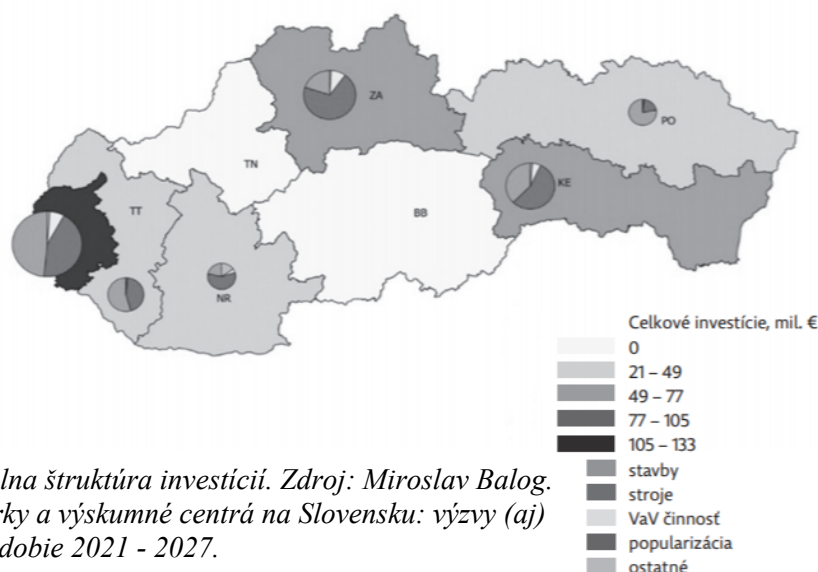 ZA
PO
TN
KE
TT
BB
NR
Celkové investície, mil. €
0
21 – 49
49 – 77
77 – 105
105 – 133
stavby
stroje
VaV činnosť
popularizácia
ostatné
lna štruktúra investícií. Zdroj: Miroslav Balog.
rky a výskumné centrá na Slovensku: výzvy (aj)
dobie 2021 - 2027.